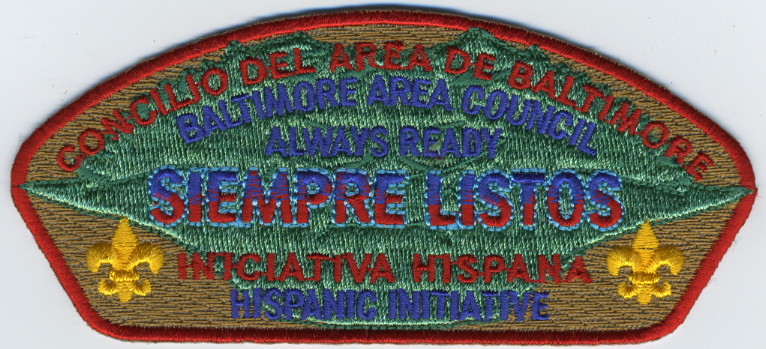 CONCILIO DEL AREA DE BALTIMORE
BALTIMORE AREA COUNCIL
ALWAYS READY
SIEMPRE LISTOS
INICIATIVA HISPANA
HISPANIC INITIATIVE